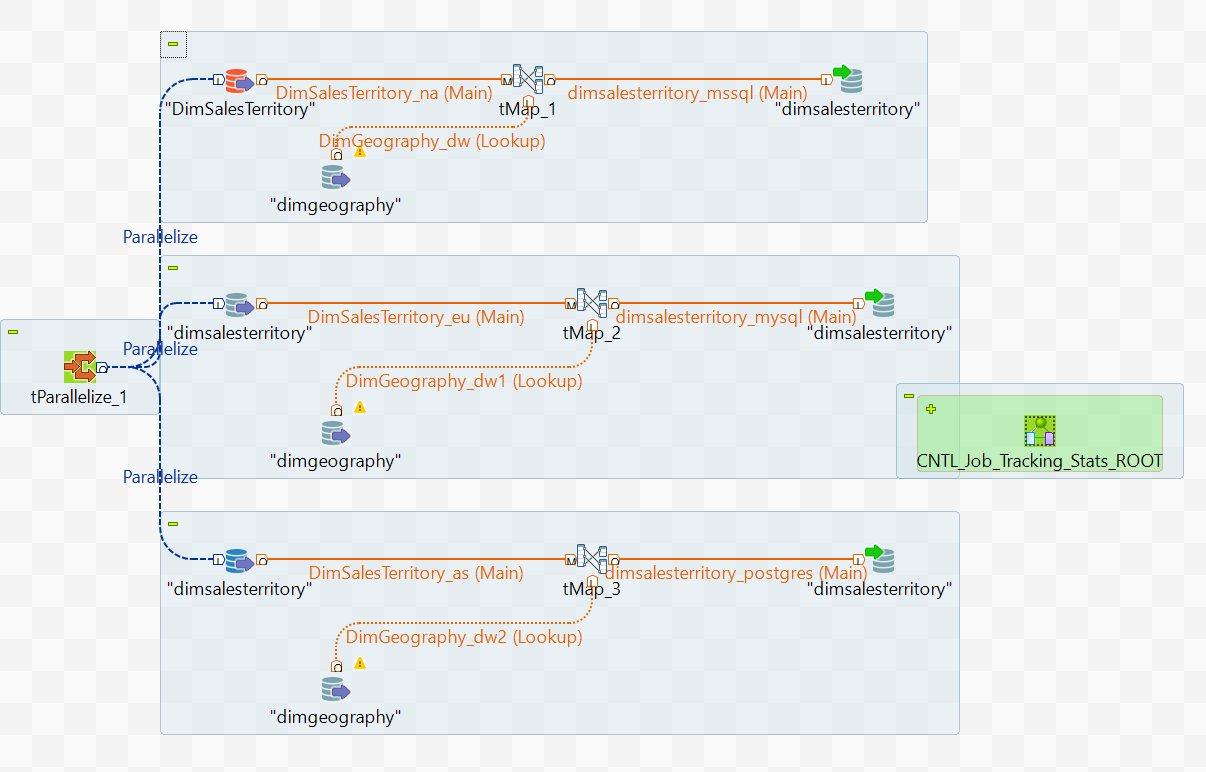 DimSalesTerritory_na (Main)
dimsalesterritory_mssql (Main)
"DimSalesTerritory"
tMap_1
"dimsalesterritory"
DimGeography_dw (Lookup)
"dimgeography"
Parallelize
DimSalesTerritory_eu (Main)
dimsalesterritory_mysql (Main)
"dimsalesterritory"
tMap_2
"dimsalesterritory"
Parallelize
DimGeography_dw1 (Lookup)
tParallelize_1
"dimgeography"
CNTL_Job_Tracking_Stats_ROOT
Parallelize
DimSalesTerritory_as (Main)
dimsalesterritory_postgres (Main)
"dimsalesterritory"
tMap_3
"dimsalesterritory"
DimGeography_dw2 (Lookup)
"dimgeography"